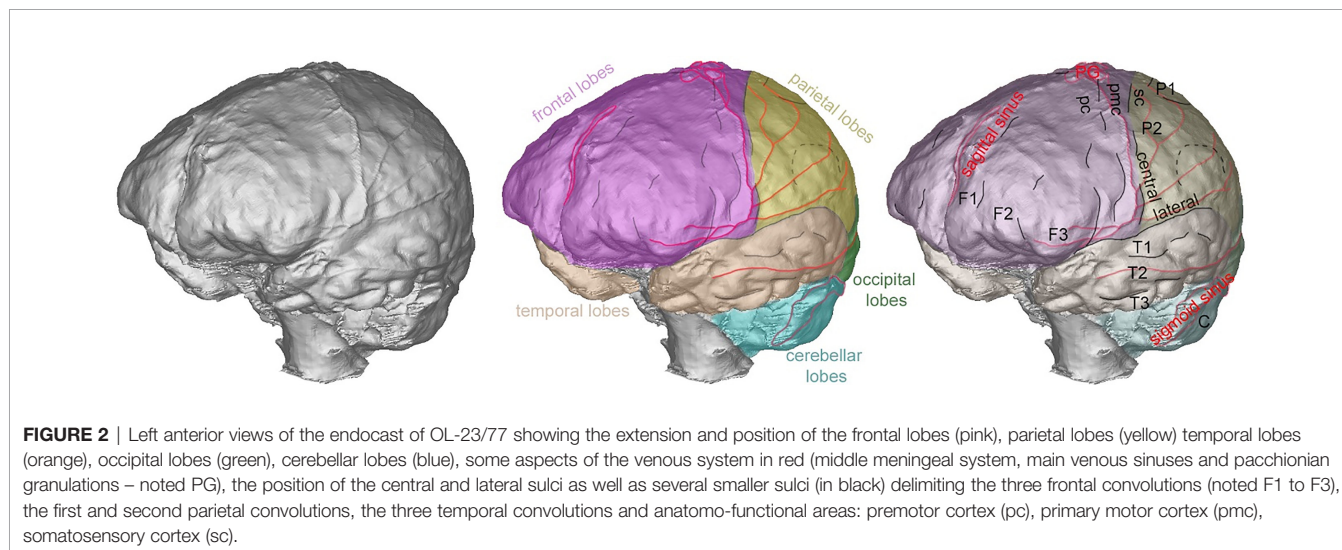 frontal lobes
parietal lobes
temporal lobes
occipital
lobes
cerebellar
lobes
PG
sagittal sinus
pc
pmc
sc
P1
P2
central
lateral
F1
F2
F3
T1
T2
T3
sigmoid sinus
C
FIGURE 2 | Left anterior views of the endocast of OL-23/77 showing the extension and position of the frontal lobes (pink), parietal lobes (yellow) temporal lobes
(orange), occipital lobes (green), cerebellar lobes (blue), some aspects of the venous system in red (middle meningeal system, main venous sinuses and pacchionian
granulations – noted PG), the position of the central and lateral sulci as well as several smaller sulci (in black) delimiting the three frontal convolutions (noted F1 to F3),
the first and second parietal convolutions, the three temporal convolutions and anatomo-functional areas: premotor cortex (pc), primary motor cortex (pmc),
somatosensory cortex (sc).